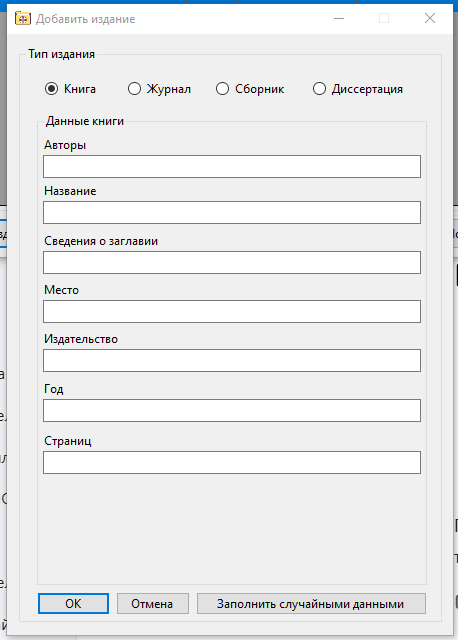 Добавить издание
Тип издания
Книга Журнал Сборник Диссертация
Данные книги
Авторы
Название
Сведения о заглавии
Место
Издательство
Год
Страниц
OK Отмена Заполнить случайными данными